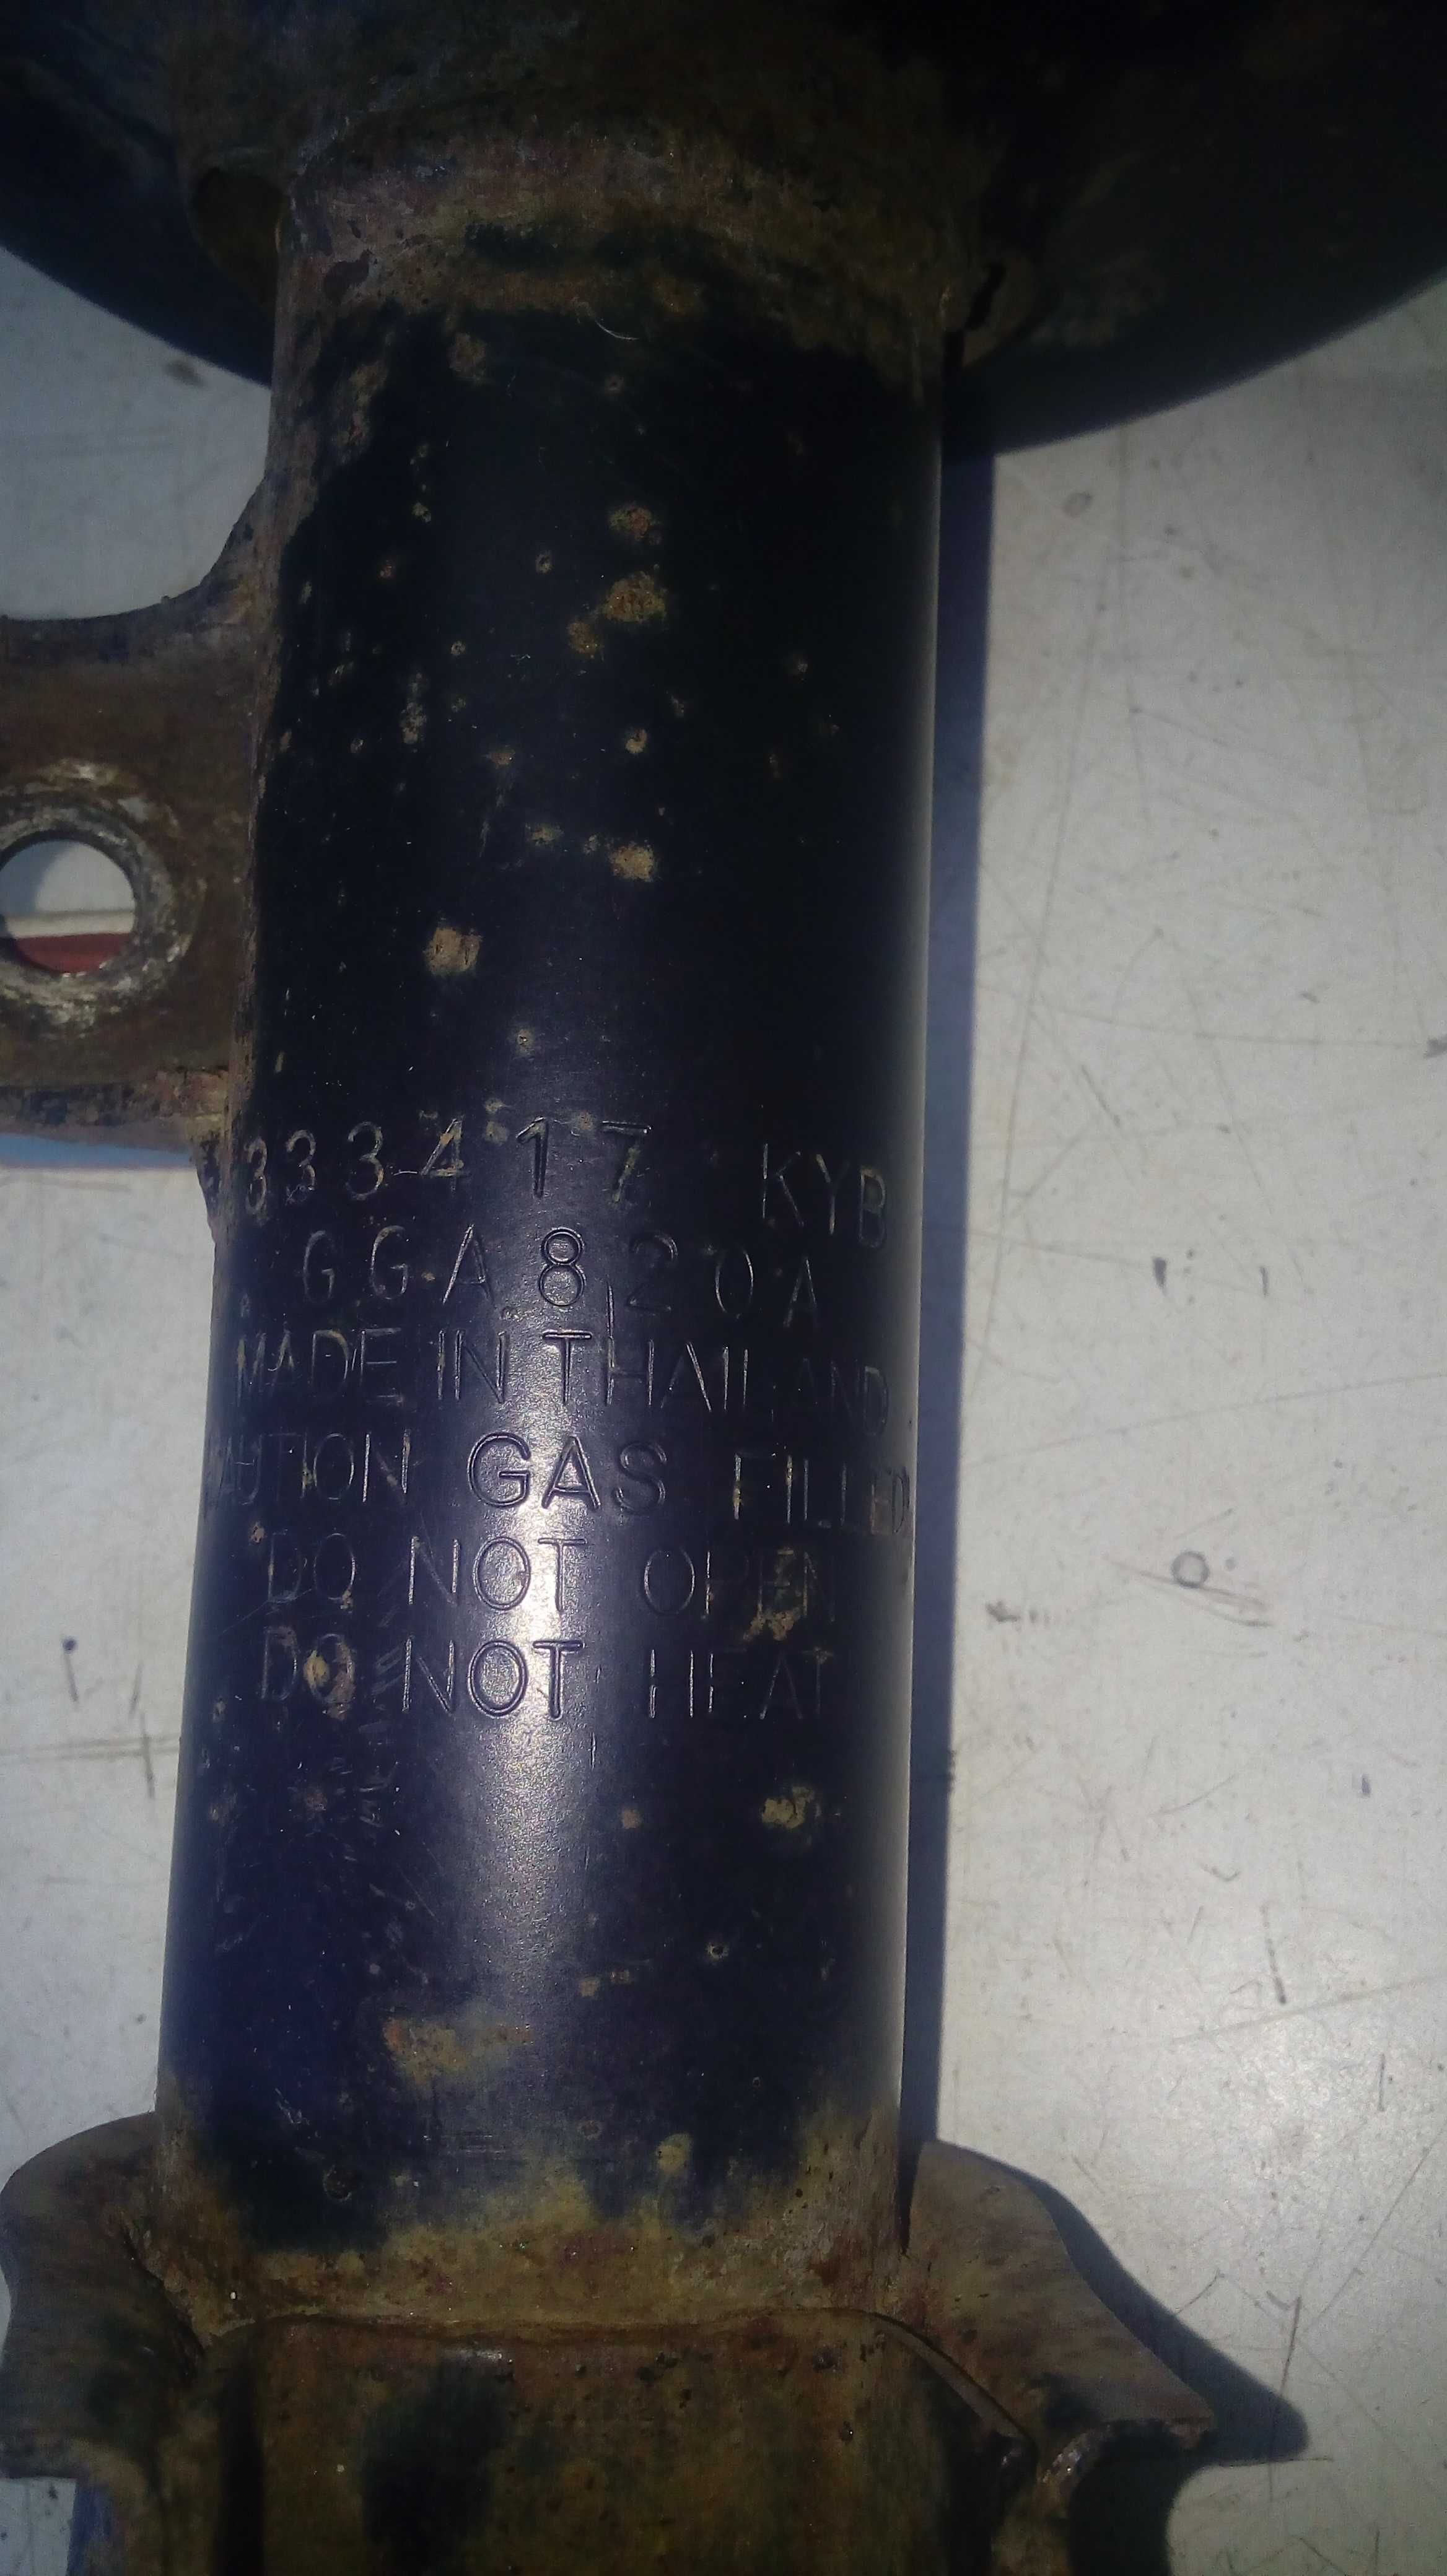 333417 KYB
GGA820A
MADE IN THAILAND
CAUTION GAS FILLED
DO NOT OPEN
DO NOT HEAT